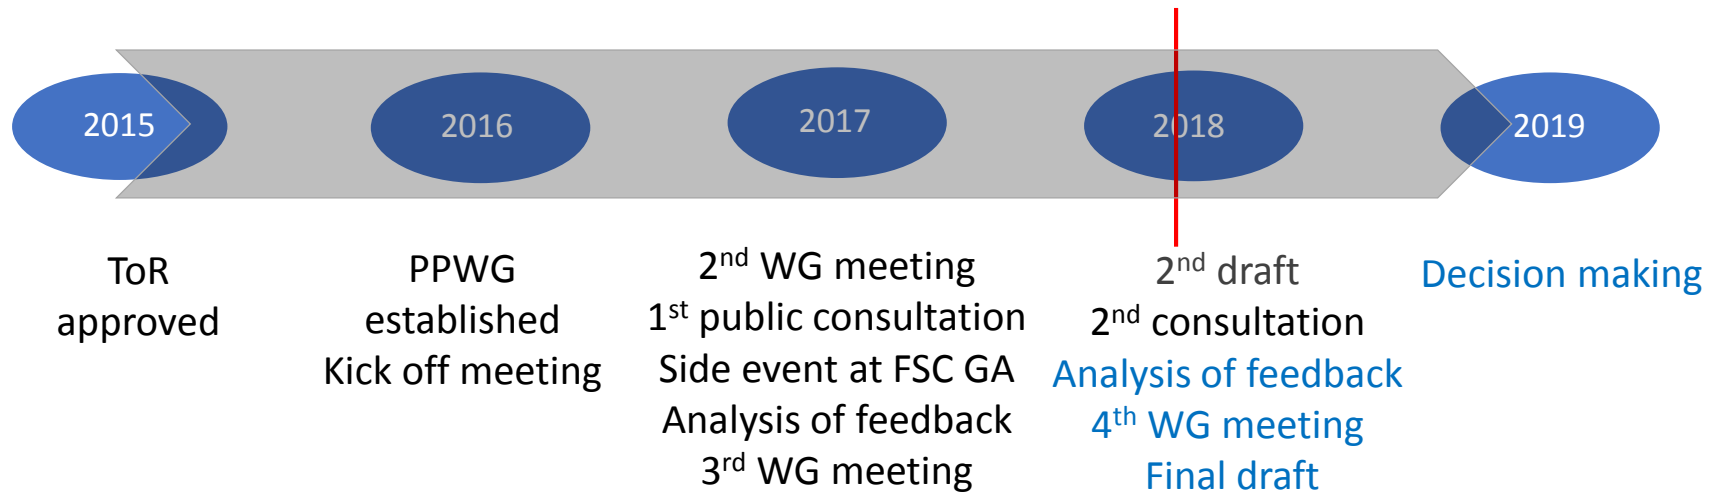 2015
2016
2017
2018
2019
ToR
approved
PPWG
established
Kick off meeting
2nd WG meeting
1st public consultation
Side event at FSC GA
Analysis of feedback
3rd WG meeting
2nd draft
2nd consultation
Analysis of feedback
4th WG meeting
Final draft
Decision making